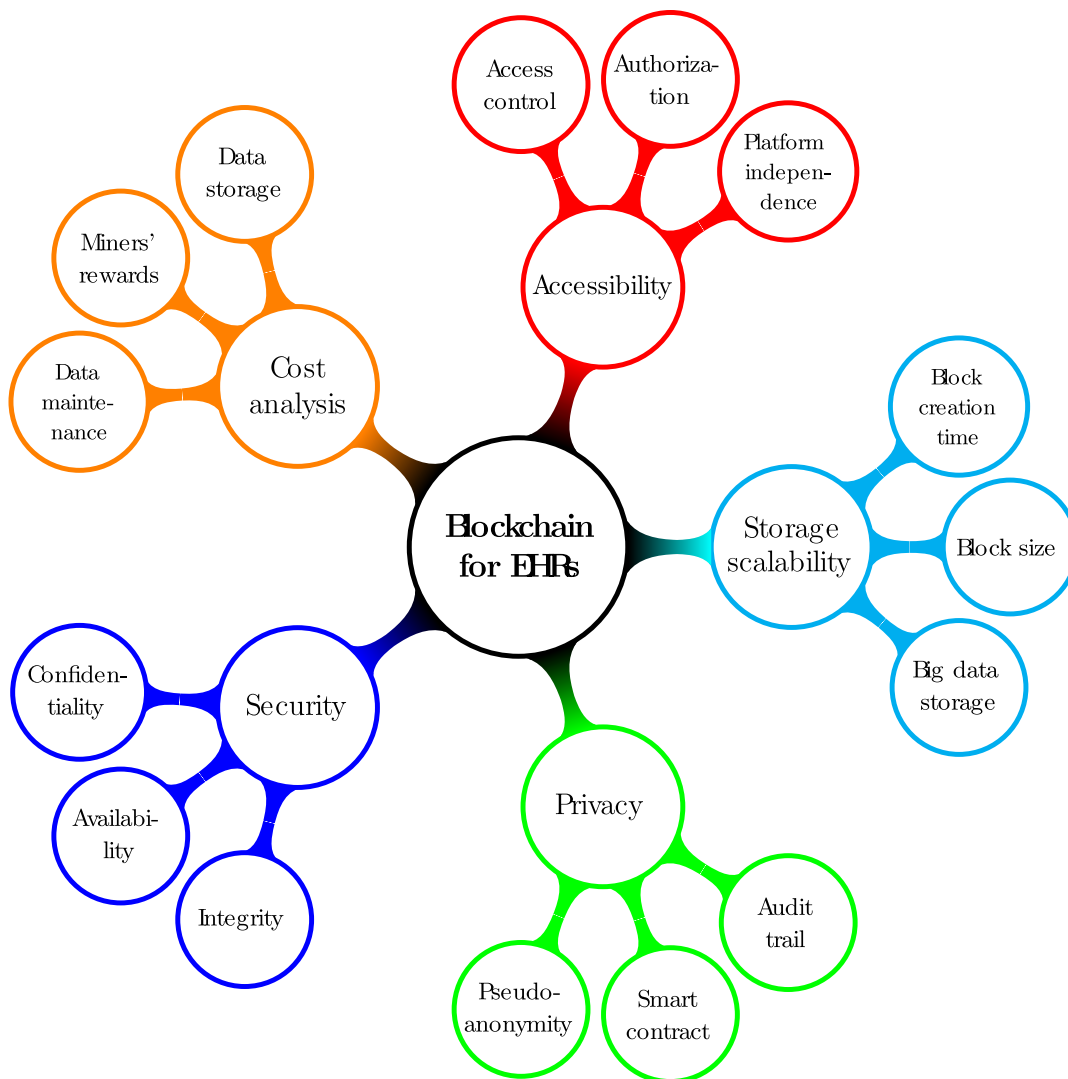 Access
control
Authoriza-
tion
Platform
indepen-
dence
Accessibility
Data
storage
Miners'
rewards
Data
mainte-
nance
Cost
analysis
Blockchain
for EHRs
Storage
scalability
Block
creation
time
Block size
Big data
storage
Security
Confiden-
tiality
Availabi-
lity
Integrity
Privacy
Audit
trail
Smart
contract
Pseudo-
anonymity